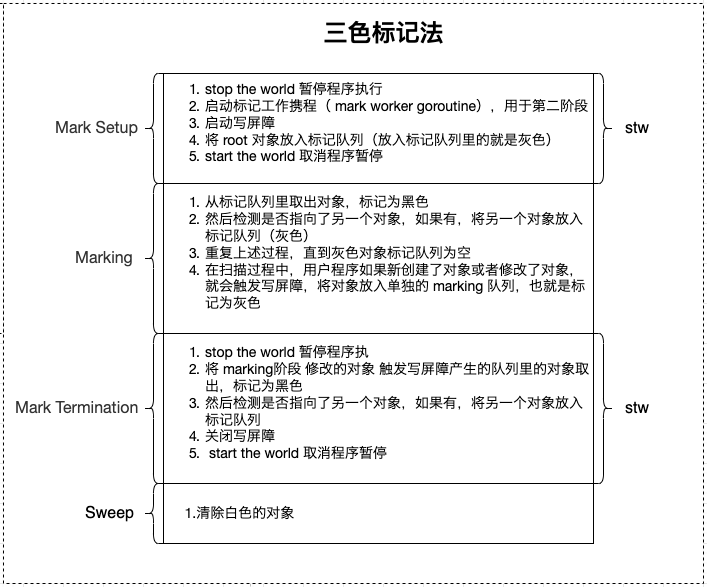 三色标记法
Mark Setup
1. stop the world 暂停程序执行
2. 启动标记工作携程（ mark worker goroutine），用于第二阶段
3. 启动写屏障
4. 将 root 对象放入标记队列（放入标记队列里的就是灰色）
5. start the world 取消程序暂停
stw
Marking
1. 从标记队列里取出对象，标记为黑色
2. 然后检测是否指向了另一个对象，如果有，将另一个对象放入
标记队列（灰色）
3. 重复上述过程，直到灰色对象标记队列为空
4. 在扫描过程中，用户程序如果新创建了对象或者修改了对象，
就会触发写屏障，将对象放入单独的 marking 队列，也就是标
记为灰色
Mark Termination
1. stop the world 暂停程序执
2. 将 marking阶段 修改的对象 触发写屏障产生的队列里的对象取
出，标记为黑色
3. 然后检测是否指向了另一个对象，如果有，将另一个对象放入
标记队列
4. 关闭写屏障
5. start the world 取消程序暂停
stw
Sweep
1.清除白色的对象